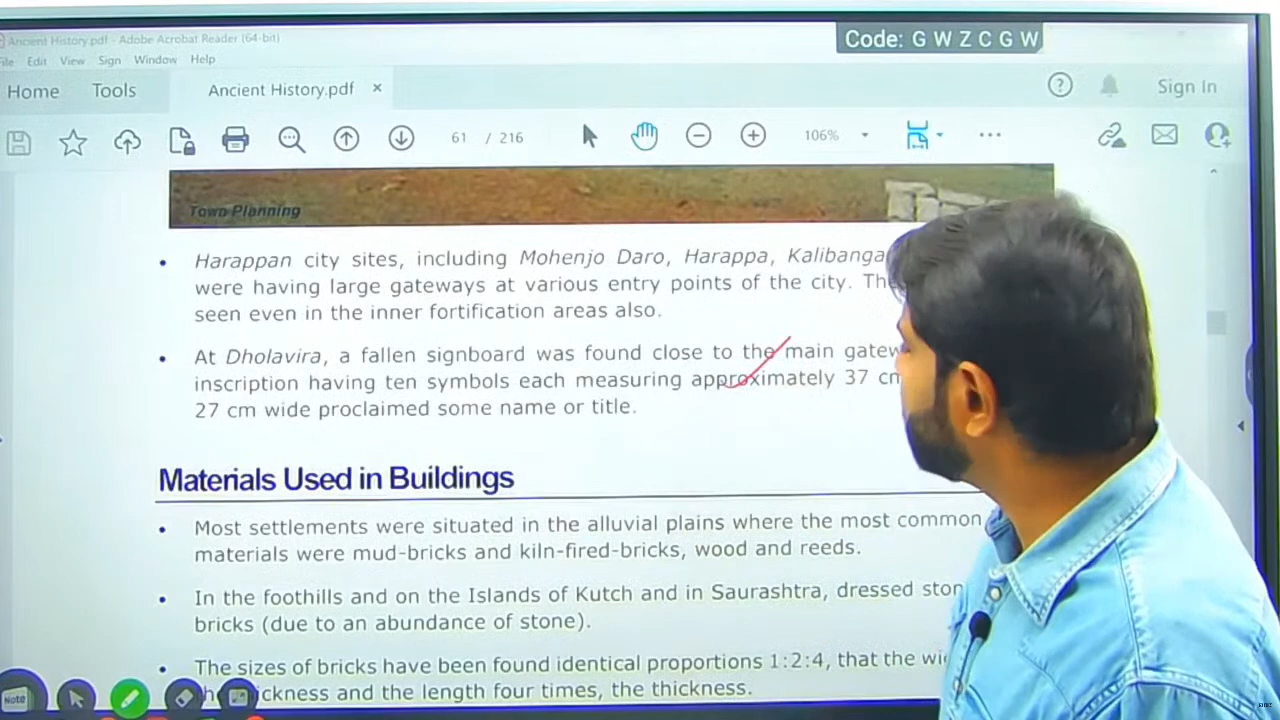 Code: G W Z C G W
Ancient History.pdf - Adobe Acrobat Reader (64-bit)
File Edit View Sign Window Help
Home Tools Ancient History.pdf × Sign In
61 / 216 106%
Town Planning
• Harappan city sites, including Mohenjo Daro, Harappa,
were having large gateways at various entry points of the city.
seen even in the inner fortification areas also.
• At Dholavira, a fallen signboard was found close to the main
inscription having ten symbols each measuring approximately 37
27 cm wide proclaimed some name or title.
Materials Used in Buildings
• Most settlements were situated in the alluvial plains where the most common
materials were mud-bricks and kiln-fired-bricks, wood and reeds.
• In the foothills and on the Islands of Kutch and in Saurashtra, dressed
bricks (due to an abundance of stone).
• The sizes of bricks have been found identical proportions 1:2:4, that the
and the length four times, the thickness.
Note